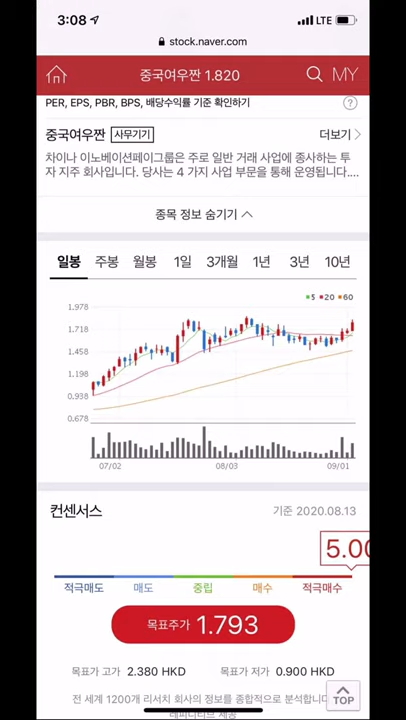 3:08
LTE
stock.naver.com
중국여우짠 1.820
MY
PER, EPS, PBR, BPS, 배당수익률 기준 확인하기
?
중국여우짠 사무기기 더보기
차이나 이노베이션페이그룹은 주로 일반 거래 사업에 종사하는 투
자 지주 회사입니다. 당사는 4 가지 사업 부문을 통해 운영됩니다....
종목 정보 숨기기
일봉 주봉 월봉 1일 3개월 1년 3년 10년
5 20 60
1.978
1.718
1.458
1.198
0.938
0.678
07/02 08/03 09/01
컨센서스 기준 2020.08.13
5.00
적극매도 매도 중립 매수 적극매수
목표주가 1.793
목표가 고가 2.380 HKD 목표가 저가 0.900 HKD
전 세계 1200개 리서치 회사의 정보를 종합적으로 분석합니다
TOP
레피니티브 제공